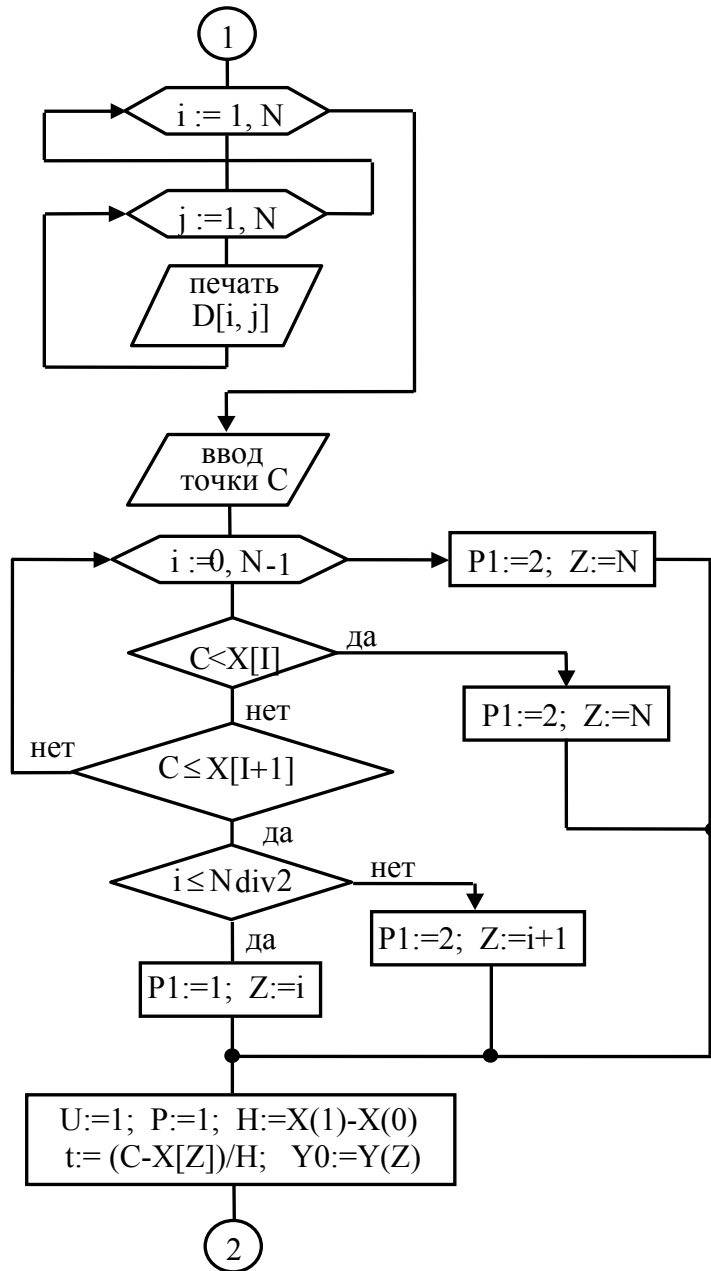 1
i := 1, N
j :=1, N
печать
D[i, j]
ввод
точки C
i :=0, N-1
P1:=2; Z:=N
C<X[I]
да
P1:=2; Z:=N
нет
нет
C ≤ X[I+1]
да
i ≤ Ndiv2
нет
P1:=2; Z:=i+1
да
P1:=1; Z:=i
U:=1; P:=1; H:=X(1)-X(0)
t:= (C-X[Z])/H; Y0:=Y(Z)
2